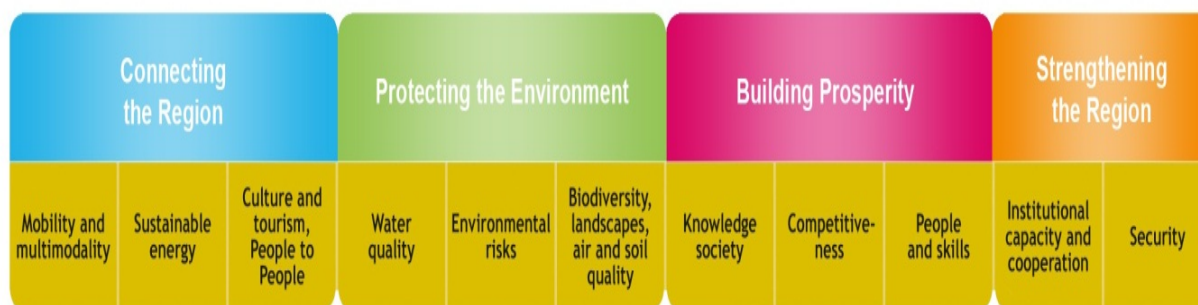 Connecting
the Region
Protecting the Environment
Building Prosperity
Strengthening
the Region
Mobility and
multimodality
Sustainable
energy
Culture and
tourism,
People to
People
Water
quality
Environmental
risks
Biodiversity,
landscapes,
air and soil
quality
Knowledge
society
Competitive-
ness
People
and skills
Institutional
capacity and
cooperation
Security